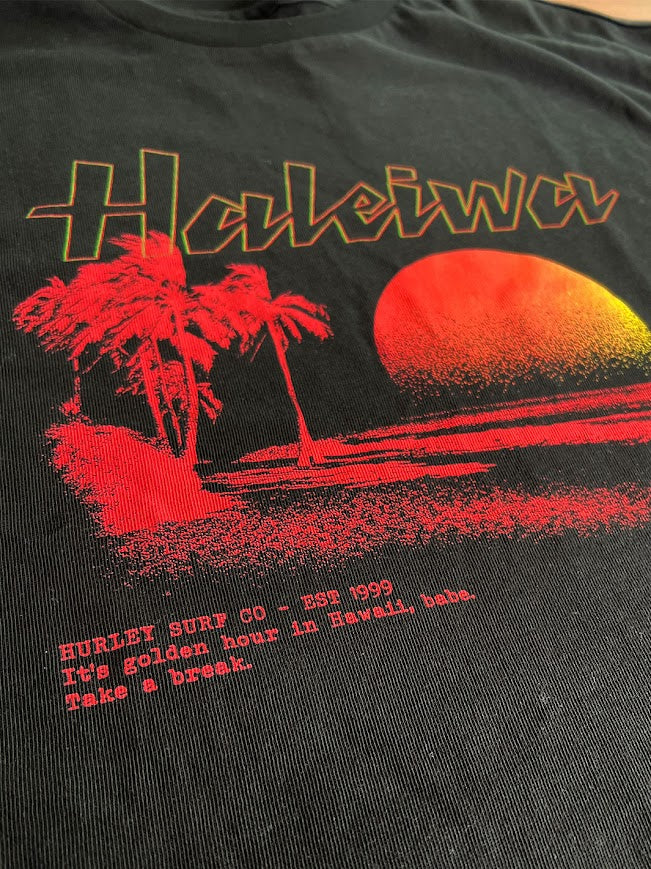 Haleiwa
HURLEY SURF CO - EST 1999
It's golden hour in Hawaii, babe.
Take a break.